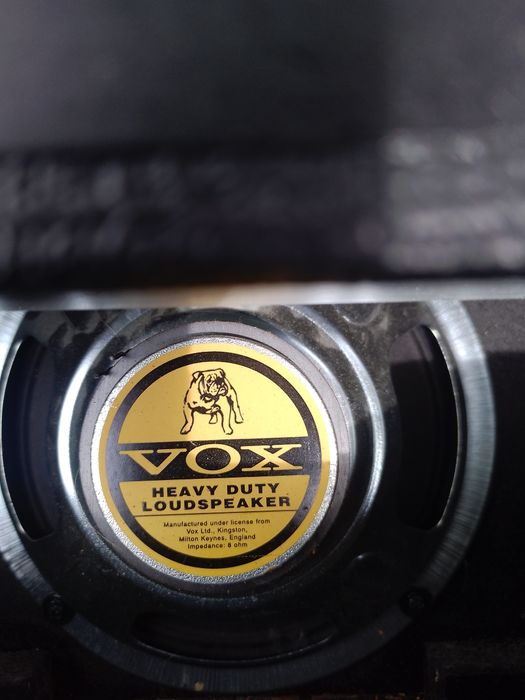 VOX
HEAVY DUTY
LOUDSPEAKER
Manufactured under license from
Vox Ltd., Kingston,
Milton Keynes, England
Impedance: 8 ohm